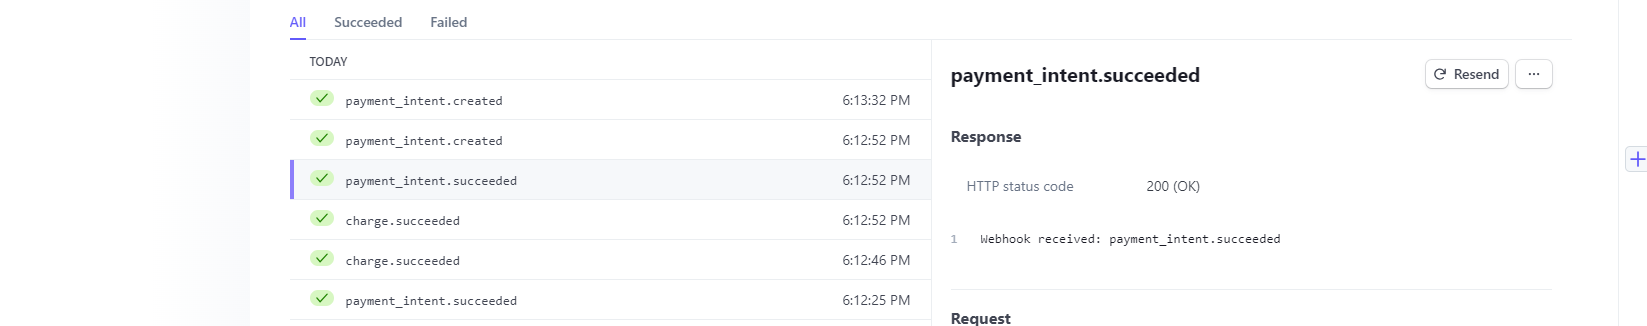 All Succeeded Failed
TODAY
payment_intent.created 6:13:32 PM
payment_intent.created 6:12:52 PM
payment_intent.succeeded 6:12:52 PM
charge.succeeded 6:12:52 PM
charge.succeeded 6:12:46 PM
payment_intent.succeeded 6:12:25 PM
payment_intent.succeeded
Resend
Response
HTTP status code 200 (OK)
1 Webhook received: payment_intent.succeeded
Request